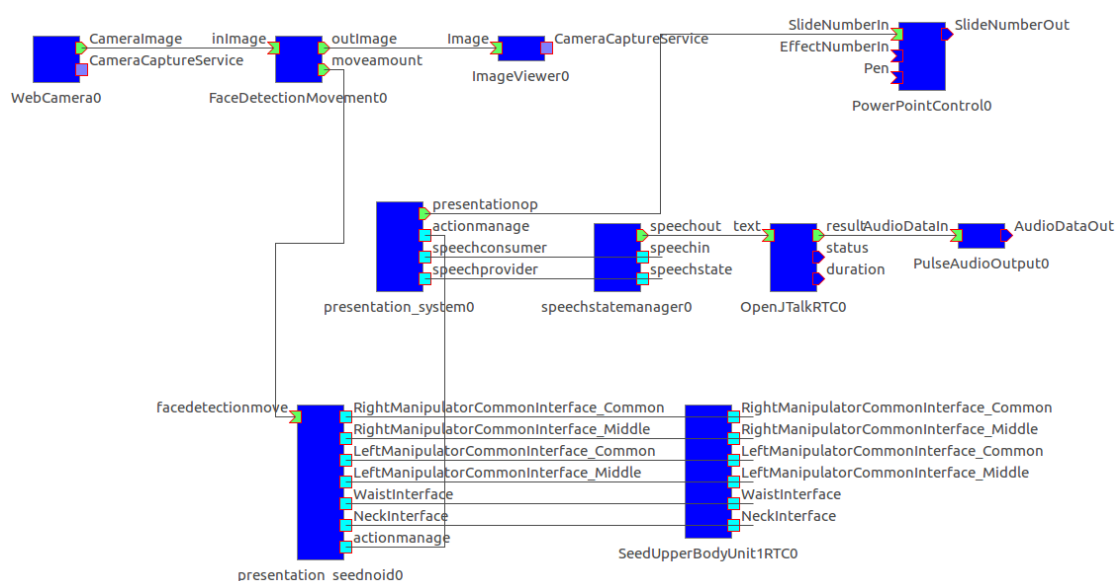 SlideNumberIn
SlideNumberOut
CameraImage
inImage
outImage
Image
CameraCaptureService
EffectNumberIn
CameraCaptureService
moveamount
Pen
WebCamera0
FaceDetectionMovement0
ImageViewer0
PowerPointControl0
presentationop
actionmanage
speechconsumer
speechprovider
presentation_system0
speechout
speechin
speechstate
speechstatemanager0
text
result
status
duration
OpenJTalkRTC0
AudioDataIn
AudioDataOut
PulseAudioOutput0
facedetectionmove
RightManipulatorCommonInterface_Common
RightManipulatorCommonInterface_Middle
LeftManipulatorCommonInterface_Common
LeftManipulatorCommonInterface_Middle
WaistInterface
NeckInterface
actionmanage
presentation_seednoid0
RightManipulatorCommonInterface_Common
RightManipulatorCommonInterface_Middle
LeftManipulatorCommonInterface_Common
LeftManipulatorCommonInterface_Middle
WaistInterface
NeckInterface
SeedUpperBodyUnit1RTC0